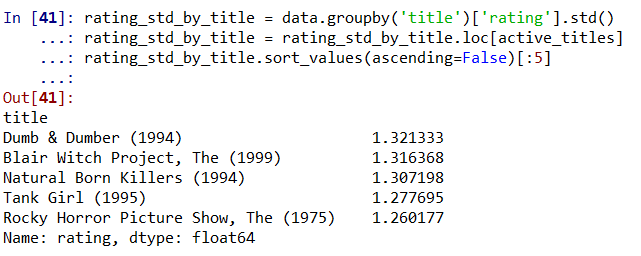 In [41]: rating_std_by_title = data.groupby('title')['rating'].std()
    ...: rating_std_by_title = rating_std_by_title.loc[active_titles]
    ...: rating_std_by_title.sort_values(ascending=False)[:5]
    ...:
Out[41]:
title
Dumb & Dumber (1994)                     1.321333
Blair Witch Project, The (1999)          1.316368
Natural Born Killers (1994)              1.307198
Tank Girl (1995)                         1.277695
Rocky Horror Picture Show, The (1975)    1.260177
Name: rating, dtype: float64